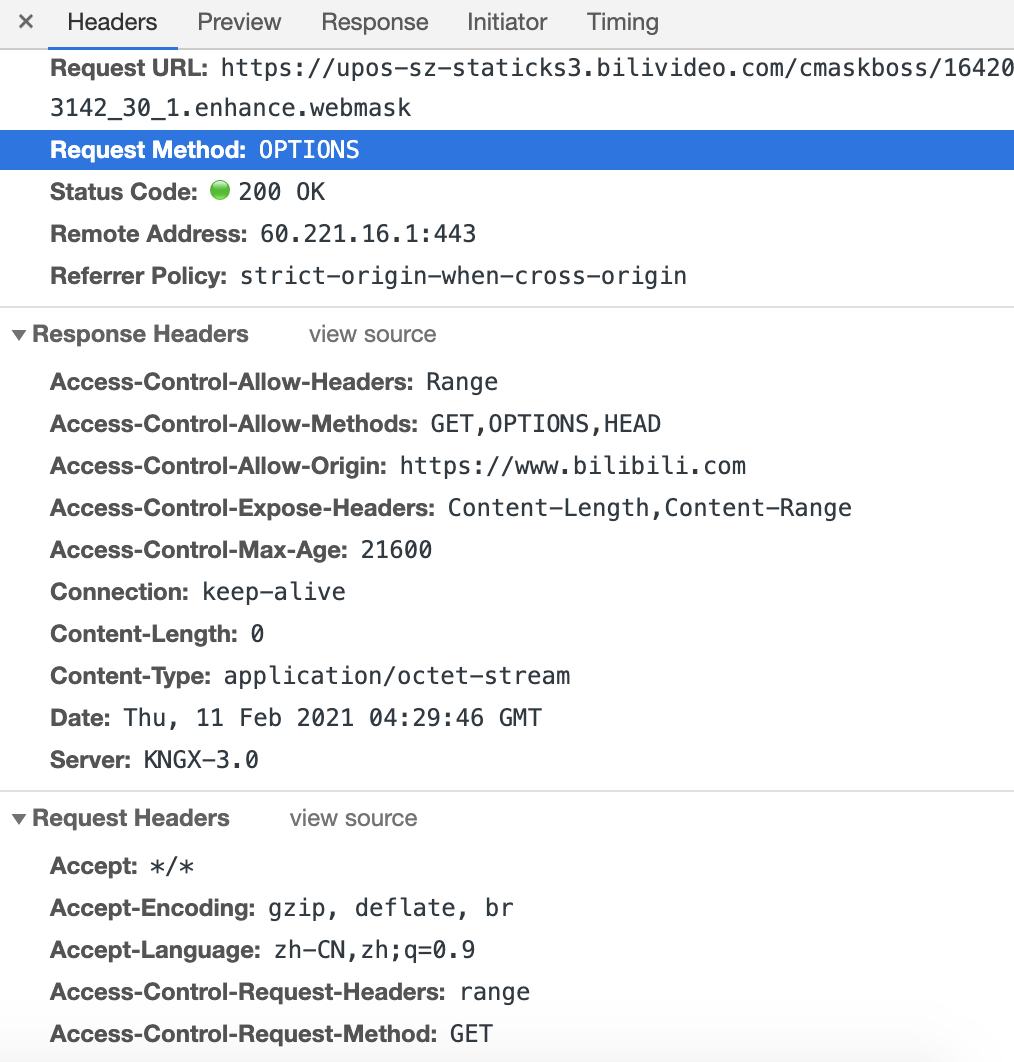 × Headers Preview Response Initiator Timing
Request URL: https://upos-sz-staticks3.bilivideo.com/cmaskboss/16420
3142_30_1.enhance.webmask
Request Method: OPTIONS
Status Code: 200 OK
Remote Address: 60.221.16.1:443
Referrer Policy: strict-origin-when-cross-origin
Response Headers view source
Access-Control-Allow-Headers: Range
Access-Control-Allow-Methods: GET,OPTIONS,HEAD
Access-Control-Allow-Origin: https://www.bilibili.com
Access-Control-Expose-Headers: Content-Length,Content-Range
Access-Control-Max-Age: 21600
Connection: keep-alive
Content-Length: 0
Content-Type: application/octet-stream
Date: Thu, 11 Feb 2021 04:29:46 GMT
Server: KNGX-3.0
Request Headers view source
Accept: */*
Accept-Encoding: gzip, deflate, br
Accept-Language: zh-CN,zh;q=0.9
Access-Control-Request-Headers: range
Access-Control-Request-Method: GET